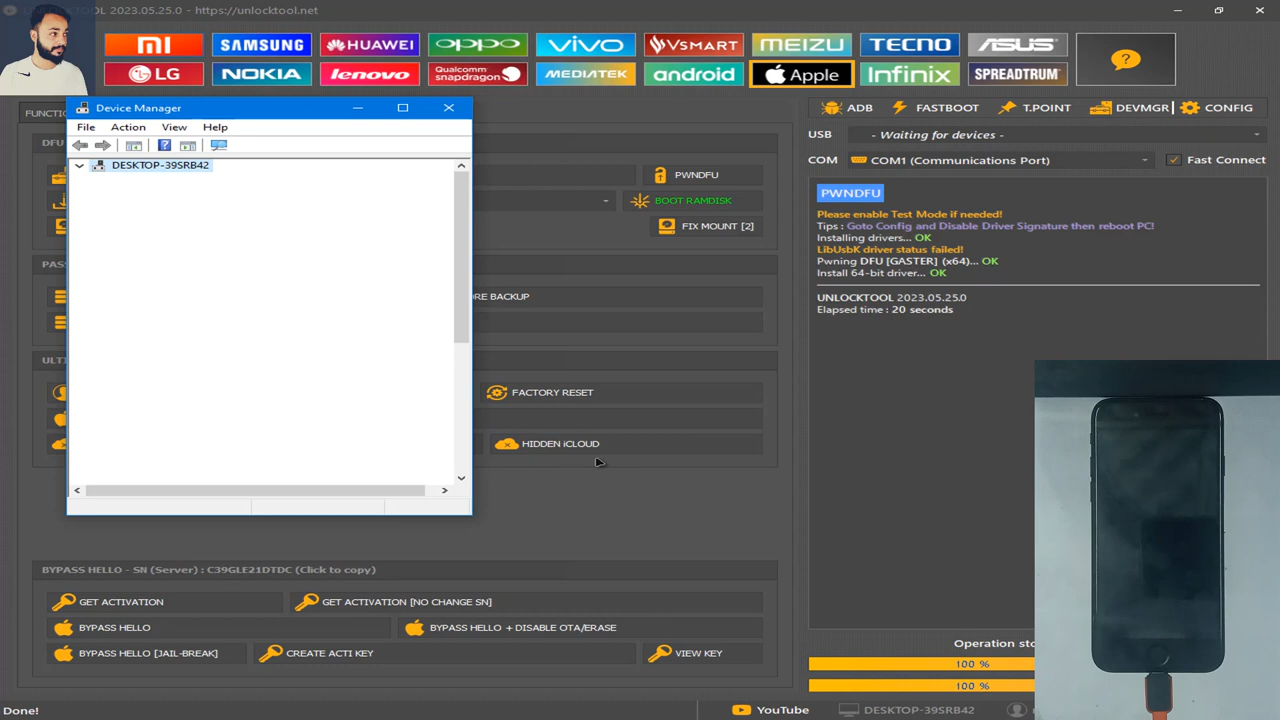 UNLOCKTOOL 2023.05.25.0 - https://unlocktool.net
MI SAMSUNG HUAWEI OPPO VIVO VSMART MEIZU TECNO ASUS
LG NOKIA lenovo Qualcomm snapdragon MEDIATEK android Apple Infinix SPREADTRUM
Device Manager
File Action View Help
DESKTOP-39SRB42
ADB FASTBOOT T.POINT DEVMGR CONFIG
USB - Waiting for devices -
COM COM1 (Communications Port) Fast Connect
PWNDFU
BOOT RAMDISK
FIX MOUNT [2]
FACTORY RESET
HIDDEN iCLOUD
PWNDFU
Please enable Test Mode if needed!
Tips : Goto Config and Disable Driver Signature then reboot PC!
Installing drivers... OK
LibUsbK driver status failed!
Pwning DFU [GASTER] (x64)... OK
Install 64-bit driver... OK
UNLOCKTOOL 2023.05.25.0
Elapsed time : 20 seconds
BYPASS HELLO - SN (Server) : C39GLE21DTDC (Click to copy)
GET ACTIVATION GET ACTIVATION [NO CHANGE SN]
BYPASS HELLO BYPASS HELLO + DISABLE OTA/ERASE
BYPASS HELLO [JAIL-BREAK] CREATE ACTI KEY VIEW KEY
Operation
100 %
100 %
Done! YouTube DESKTOP-39SRB42